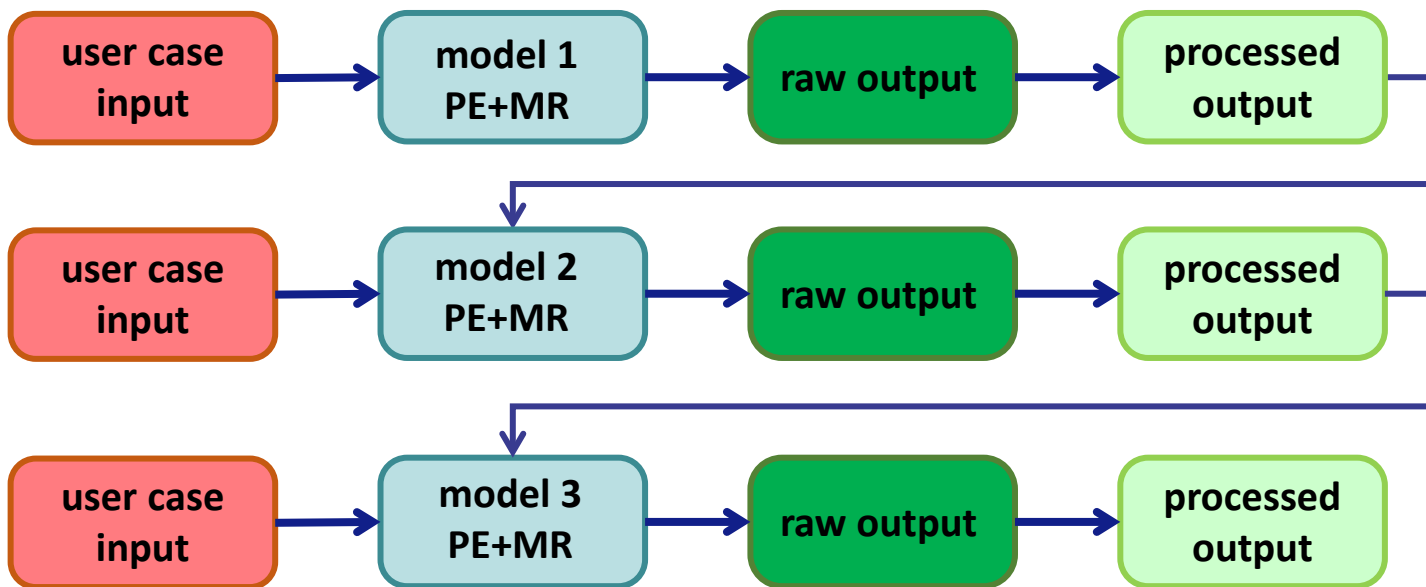 user case
input
model 1
PE+MR
raw output
processed
output
user case
input
model 2
PE+MR
raw output
processed
output
user case
input
model 3
PE+MR
raw output
processed
output